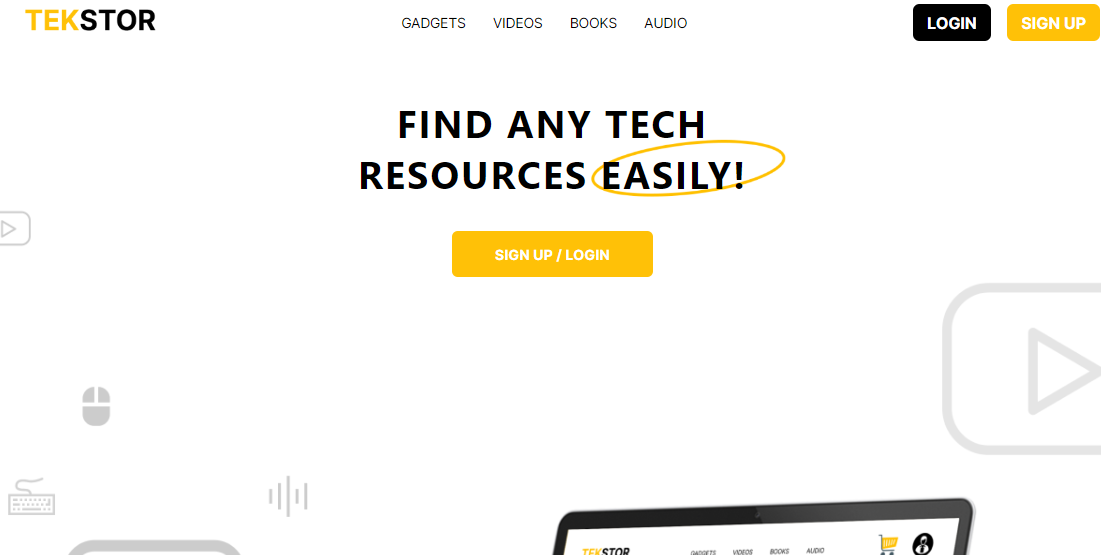 TEKSTOR
GADGETS VIDEOS BOOKS AUDIO
LOGIN SIGN UP
FIND ANY TECH
RESOURCES EASILY!
SIGN UP / LOGIN
TEKSTOR GADGETS VIDEOS BOOKS AUDIO